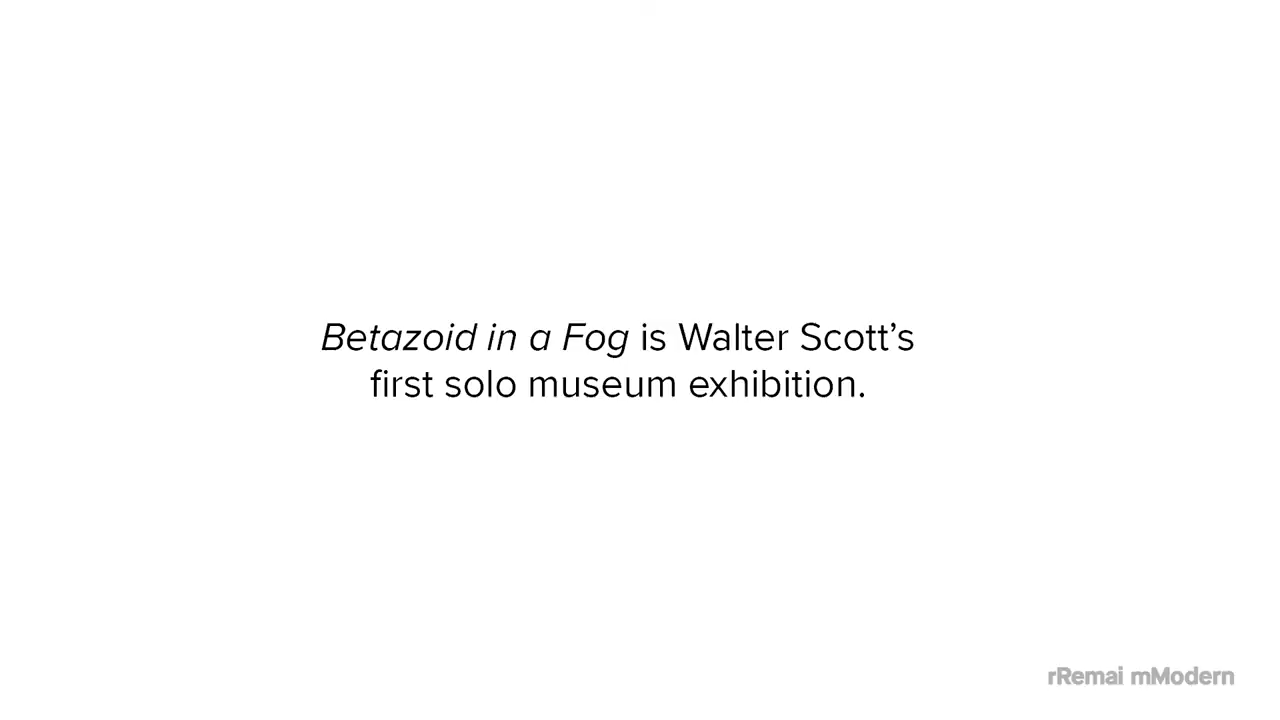 Betazoid in a Fog is Walter Scott’s
first solo museum exhibition.
rRemai mModern